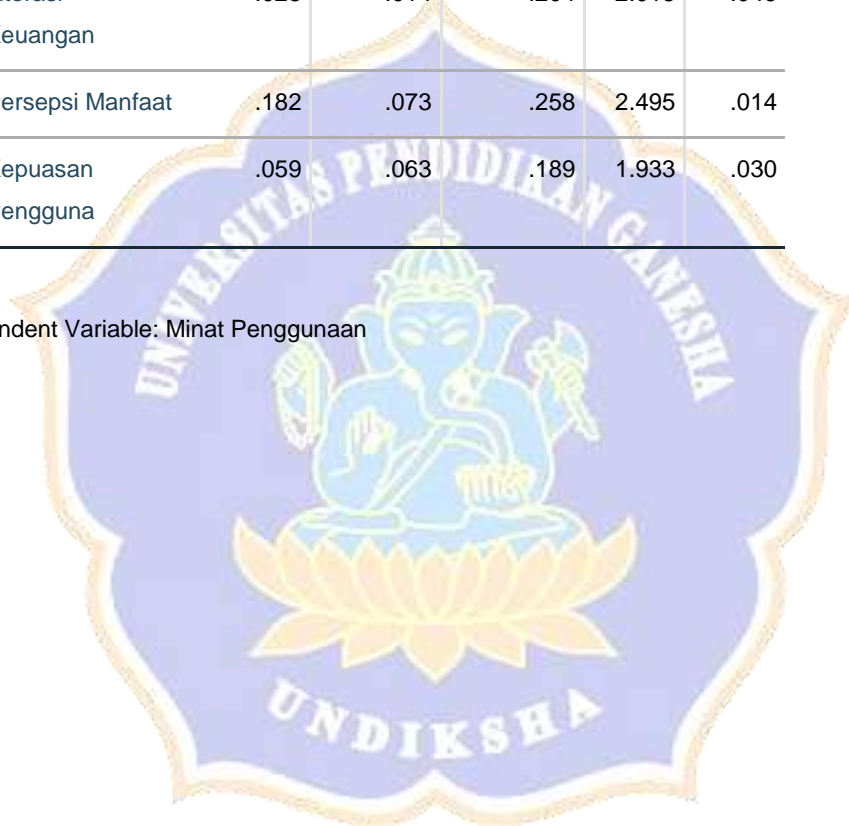 Keuangan
ersepsi Manfaat .182 .073 .258 2.495 .014
epuasan .059 .063 .189 1.933 .030
engguna
ndent Variable: Minat Penggunaan
UNIVERSITAS PENDIDIKAN GANESHA
UNDIKSHA